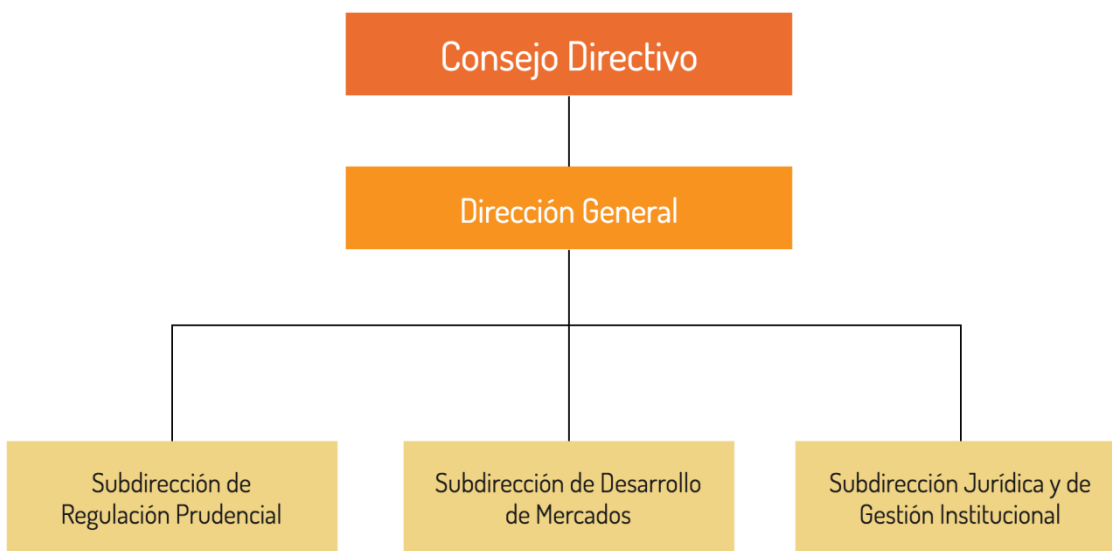 Consejo Directivo
Dirección General
Subdirección de
Regulación Prudencial
Subdirección de Desarrollo
de Mercados
Subdirección Jurídica y de
Gestión Institucional